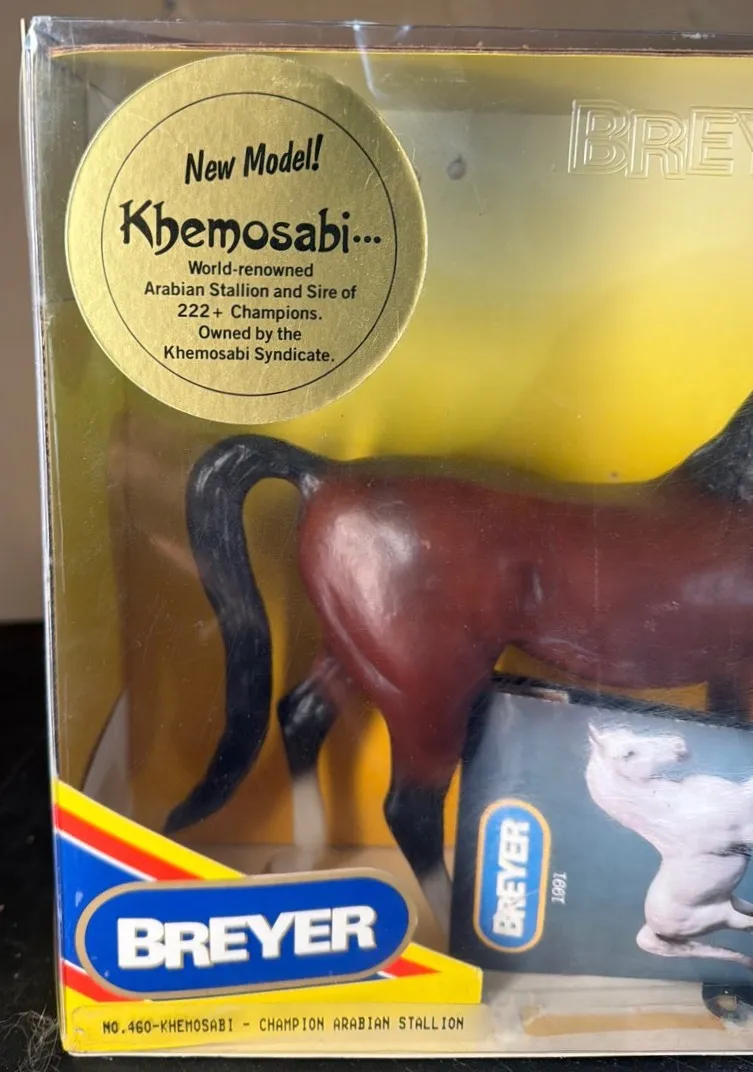 New Model!
Khemosabi...
World-renowned
Arabian Stallion and Sire of
222+ Champions.
Owned by the
Khemosabi Syndicate.
BREY
BREYER
1991
BREYER
NO.460-KHEMOSABI - CHAMPION ARABIAN STALLION